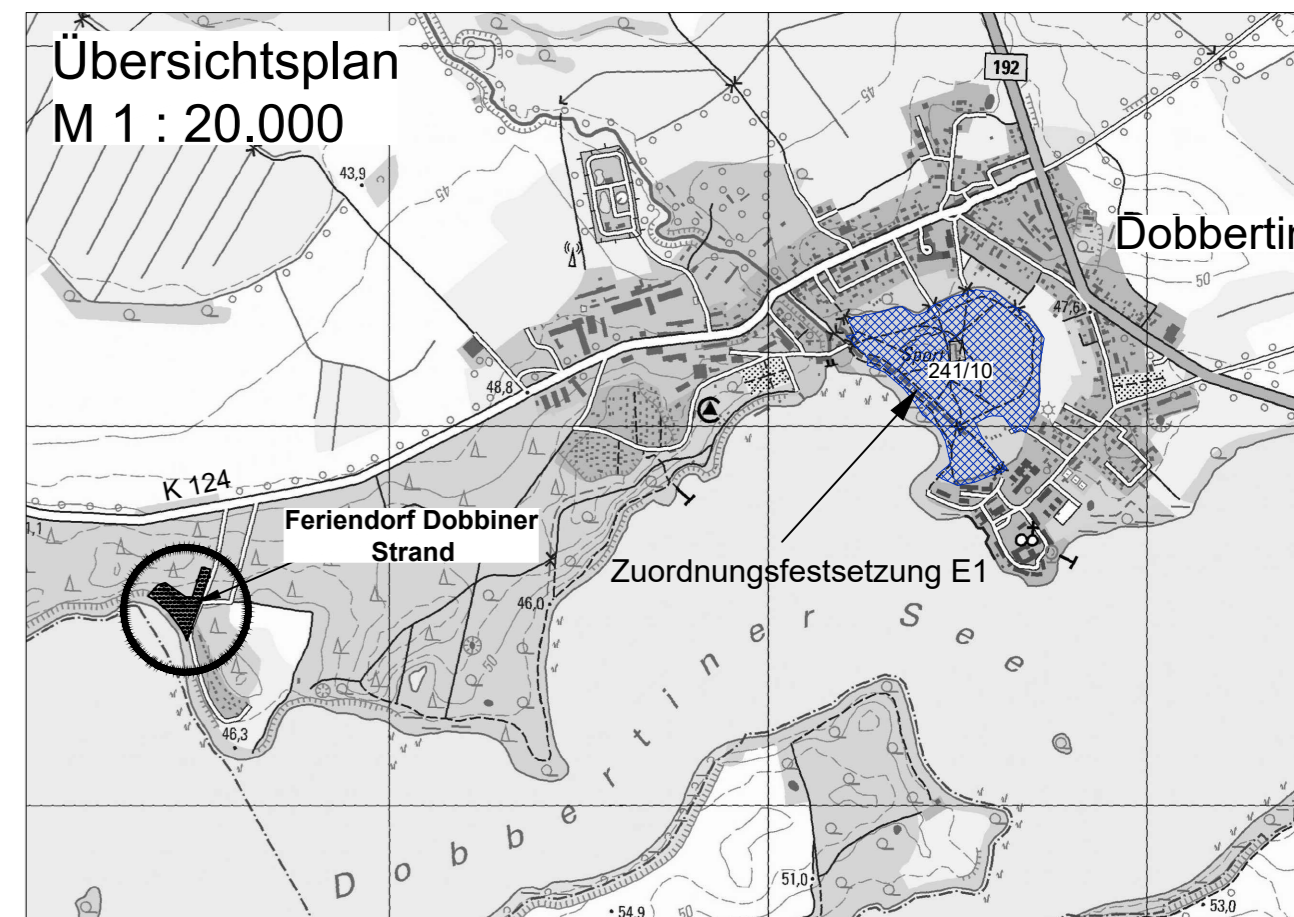 Übersichtsplan
M 1 : 20.000
192
43,9
45
45
Dobbertin
50
47,6
Sport
241/10
48,8
K 124
Feriendorf Dobbiner
Strand
Zuordnungsfestsetzung E1
46,0
50
46,3
Dobbertiner See
51,0
54,9
50
53,0